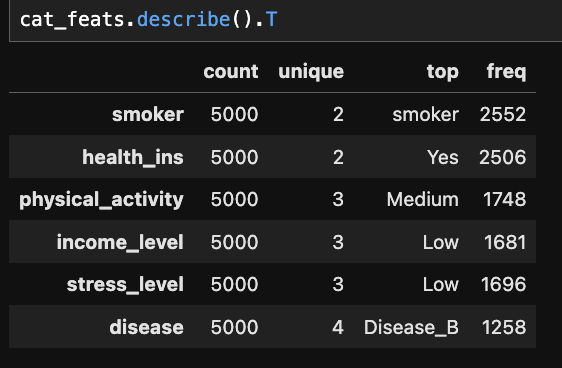 cat_feats.describe().T
count unique top freq
smoker 5000 2 smoker 2552
health_ins 5000 2 Yes 2506
physical_activity 5000 3 Medium 1748
income_level 5000 3 Low 1681
stress_level 5000 3 Low 1696
disease 5000 4 Disease_B 1258